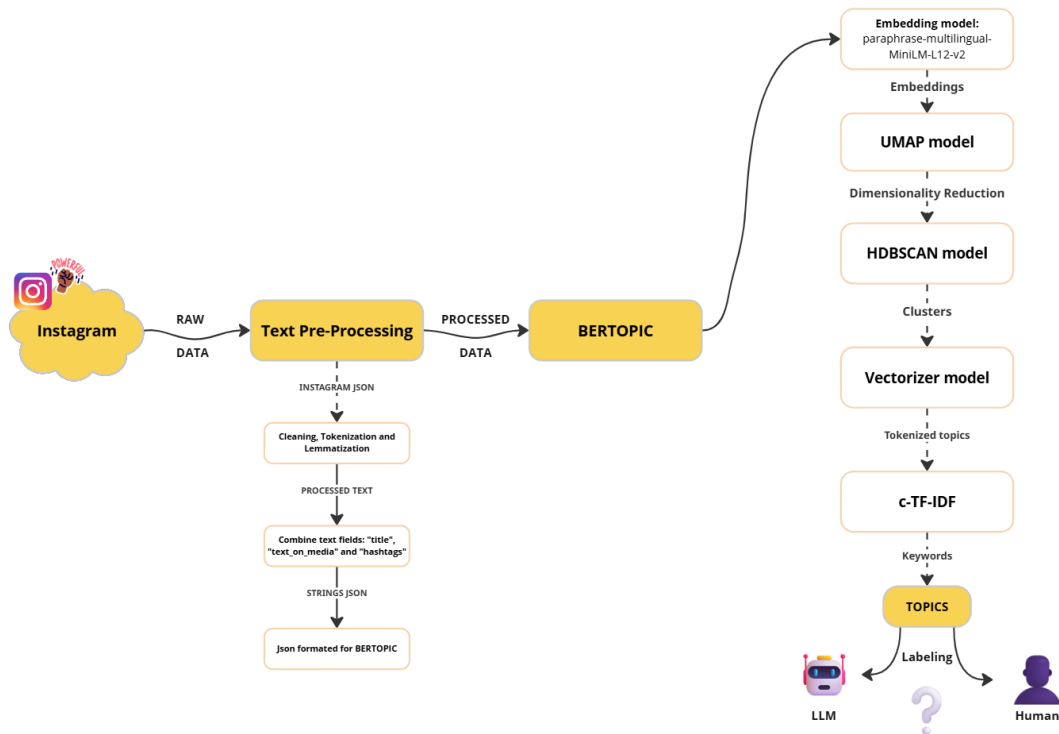 Embedding model:
paraphrase-multilingual-
MiniLM-L12-v2
Embeddings
UMAP model
Dimensionality Reduction
HDBSCAN model
Clusters
Vectorizer model
Tokenized topics
c-TF-IDF
Keywords
TOPICS
Labeling
LLM
Human
POWERFUL
Instagram
RAW
DATA
Text Pre-Processing
PROCESSED
DATA
BERTOPIC
INSTAGRAM JSON
Cleaning, Tokenization and
Lemmatization
PROCESSED TEXT
Combine text fields: "title",
"text_on_media" and "hashtags"
STRINGS JSON
Json formated for BERTOPIC